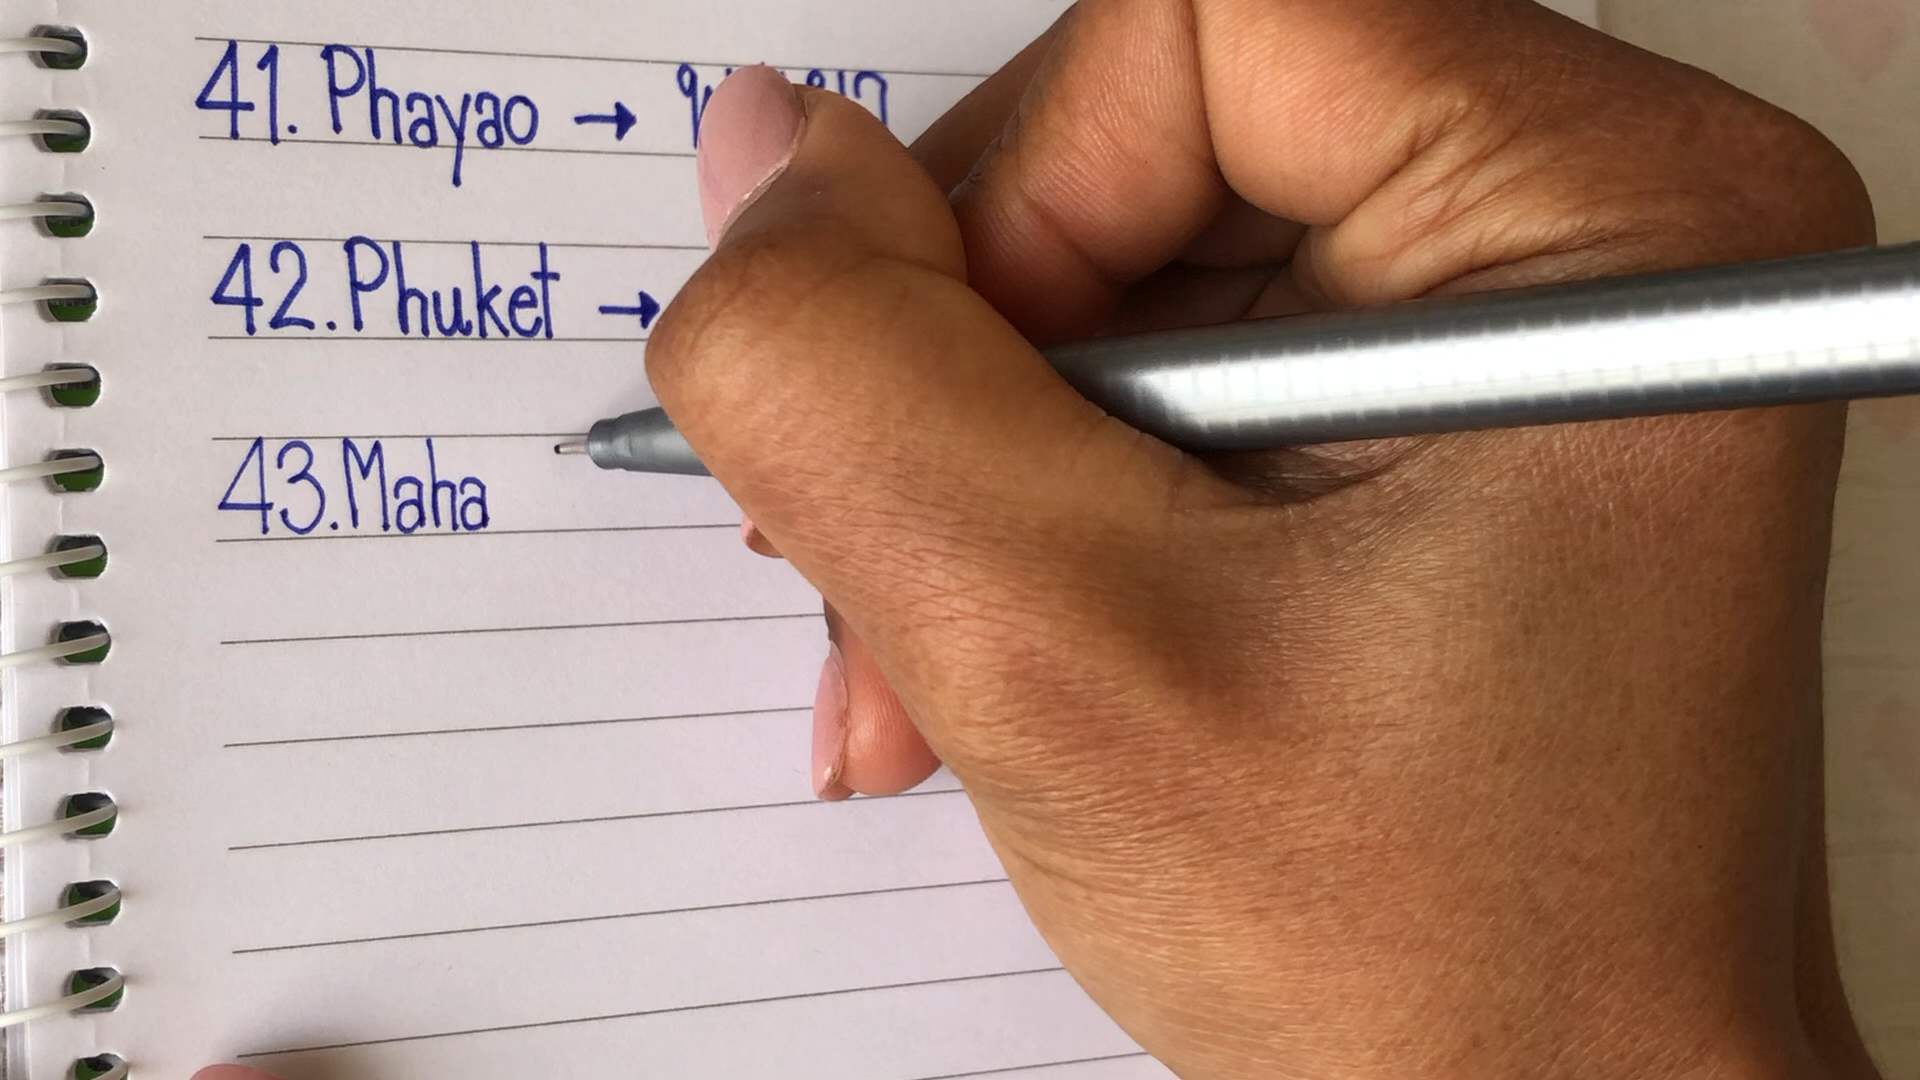 41. Phayao →
42. Phuket →
43. Maha